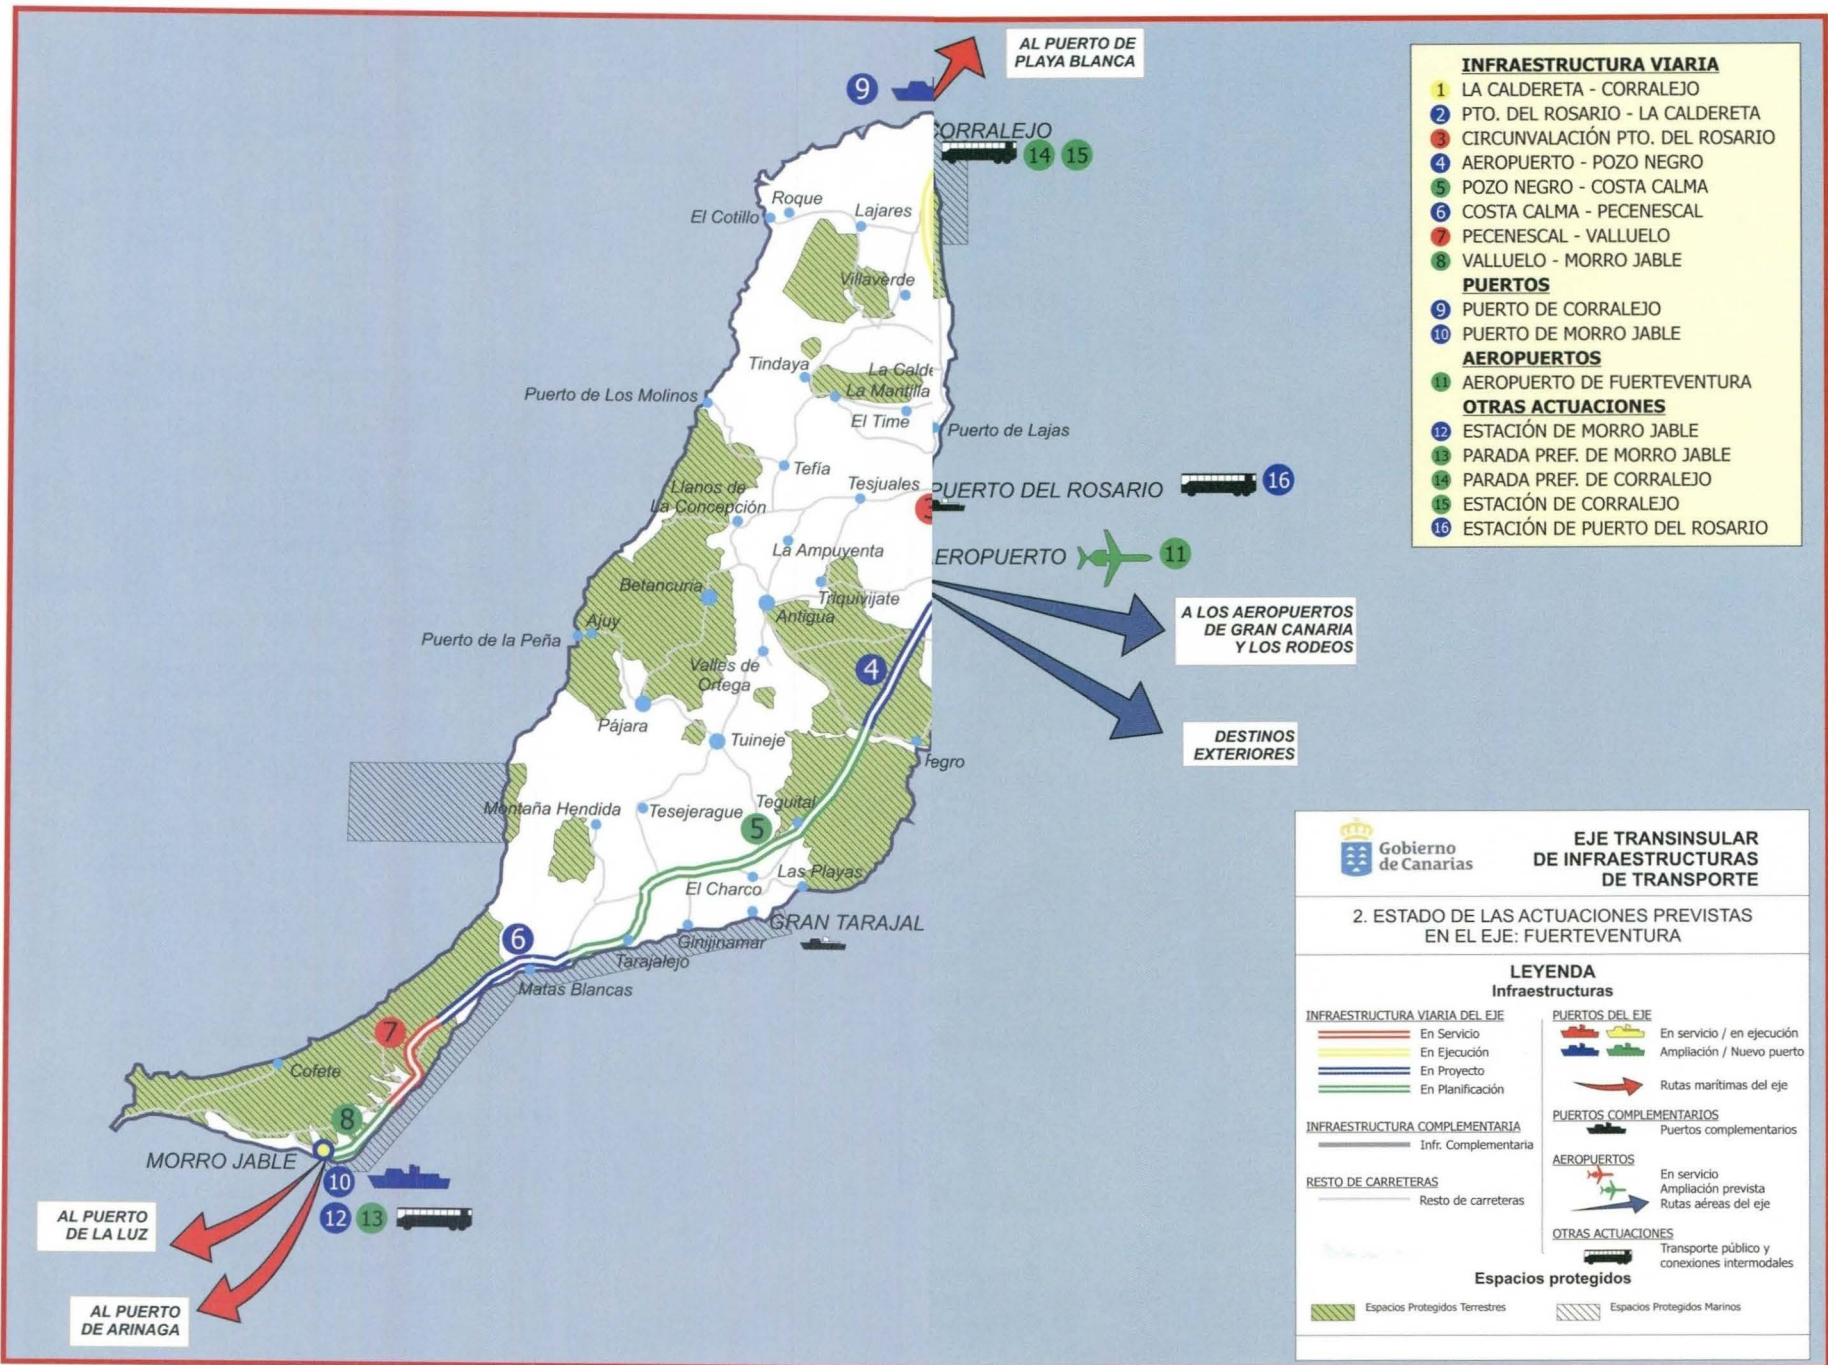 AL PUERTO DE
PLAYA BLANCA
9
CORRALEJO
14 15
Roque
El Cotillo
Lajares
Villaverde
Tindaya
La Calde
La Mantilla
Puerto de Los Molinos
El Time
Puerto de Lajas
Tefía
Tesjuales
Llanos de
La Concepción
PUERTO DEL ROSARIO
16
3
La Ampuyenta
EROPUERTO
11
Betancuria
Triquivijate
Antigua
Ajuy
Puerto de la Peña
Valles de
Ortega
4
A LOS AEROPUERTOS
DE GRAN CANARIA
Y LOS RODEOS
Pájara
Tuineje
DESTINOS
EXTERIORES
egro
Montaña Hendida
Tesejerague
Tequital
5
El Charco
Las Playas
GRAN TARAJAL
Ginijinamar
6
Tarajalejo
Matas Blancas
7
Cofete
8
MORRO JABLE
10
12 13
AL PUERTO
DE LA LUZ
AL PUERTO
DE ARINAGA
INFRAESTRUCTURA VIARIA
1 LA CALDERETA - CORRALEJO
2 PTO. DEL ROSARIO - LA CALDERETA
3 CIRCUNVALACIÓN PTO. DEL ROSARIO
4 AEROPUERTO - POZO NEGRO
5 POZO NEGRO - COSTA CALMA
6 COSTA CALMA - PECENESCAL
7 PECENESCAL - VALLUELO
8 VALLUELO - MORRO JABLE
PUERTOS
9 PUERTO DE CORRALEJO
10 PUERTO DE MORRO JABLE
AEROPUERTOS
11 AEROPUERTO DE FUERTEVENTURA
OTRAS ACTUACIONES
12 ESTACIÓN DE MORRO JABLE
13 PARADA PREF. DE MORRO JABLE
14 PARADA PREF. DE CORRALEJO
15 ESTACIÓN DE CORRALEJO
16 ESTACIÓN DE PUERTO DEL ROSARIO
Gobierno
de Canarias
EJE TRANSINSULAR
DE INFRAESTRUCTURAS
DE TRANSPORTE
2. ESTADO DE LAS ACTUACIONES PREVISTAS
EN EL EJE: FUERTEVENTURA
LEYENDA
Infraestructuras
INFRAESTRUCTURA VIARIA DEL EJE
En Servicio
En Ejecución
En Proyecto
En Planificación
INFRAESTRUCTURA COMPLEMENTARIA
Infr. Complementaria
RESTO DE CARRETERAS
Resto de carreteras
PUERTOS DEL EJE
En servicio / en ejecución
Ampliación / Nuevo puerto
Rutas marítimas del eje
PUERTOS COMPLEMENTARIOS
Puertos complementarios
AEROPUERTOS
En servicio
Ampliación prevista
Rutas aéreas del eje
OTRAS ACTUACIONES
Transporte público y
conexiones intermodales
Espacios protegidos
Espacios Protegidos Terrestres
Espacios Protegidos Marinos